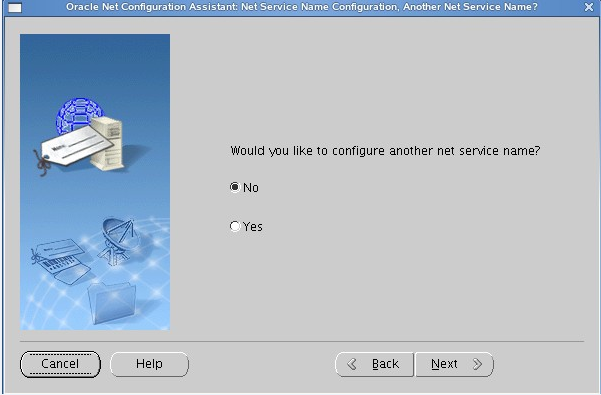 Oracle Net Configuration Assistant: Net Service Name Configuration, Another Net Service Name?
Would you like to configure another net service name?
No
Yes
Cancel Help Back Next